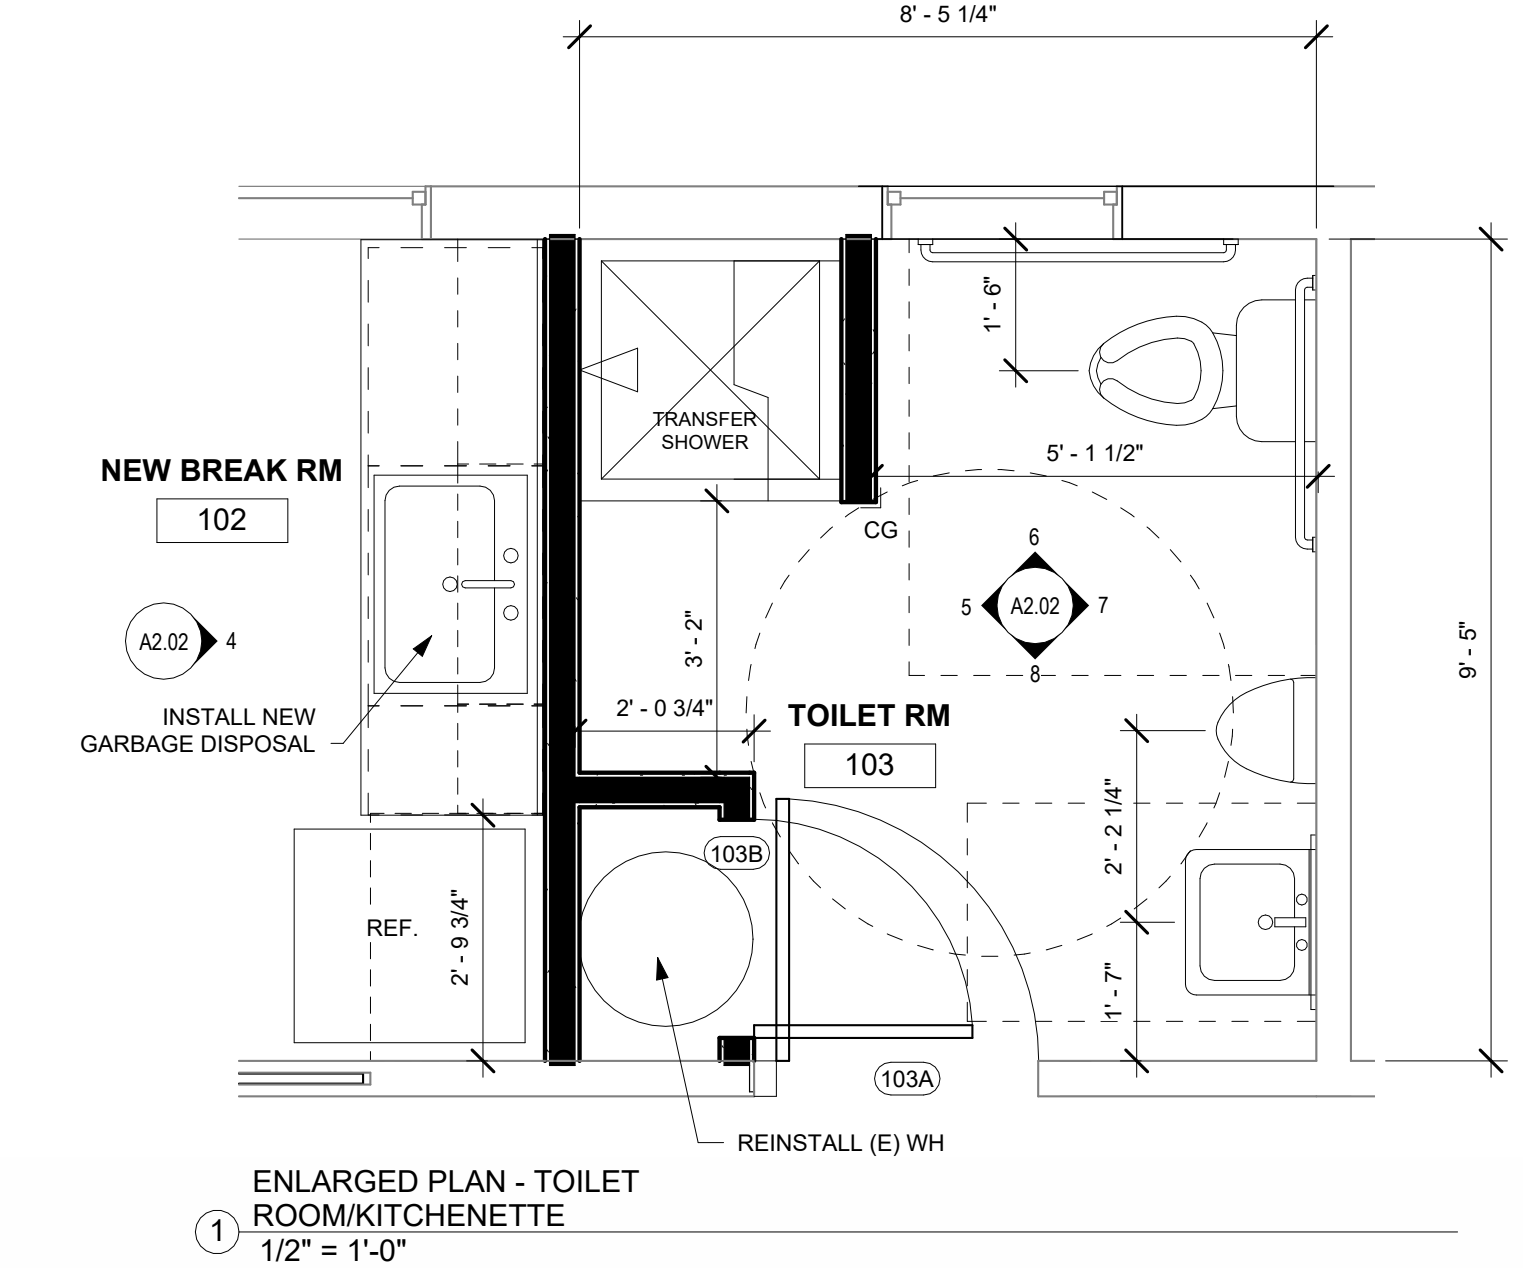 8' - 5 1/4"
1' - 6"
TRANSFER
SHOWER
5' - 1 1/2"
NEW BREAK RM
102
CG
6
5
A2.02
7
8
A2.02
4
3' - 2"
9' - 5"
INSTALL NEW
GARBAGE DISPOSAL
2' - 0 3/4"
TOILET RM
103
2' - 2 1/4"
103B
REF.
2' - 9 3/4"
1' - 7"
103A
REINSTALL (E) WH
ENLARGED PLAN - TOILET
ROOM/KITCHENETTE
1
1/2" = 1'-0"